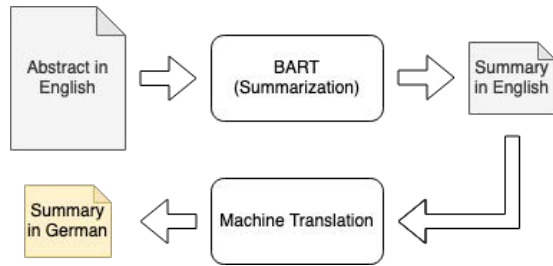 Abstract in
English
BART
(Summarization)
Summary
in English
Machine Translation
Summary
in German